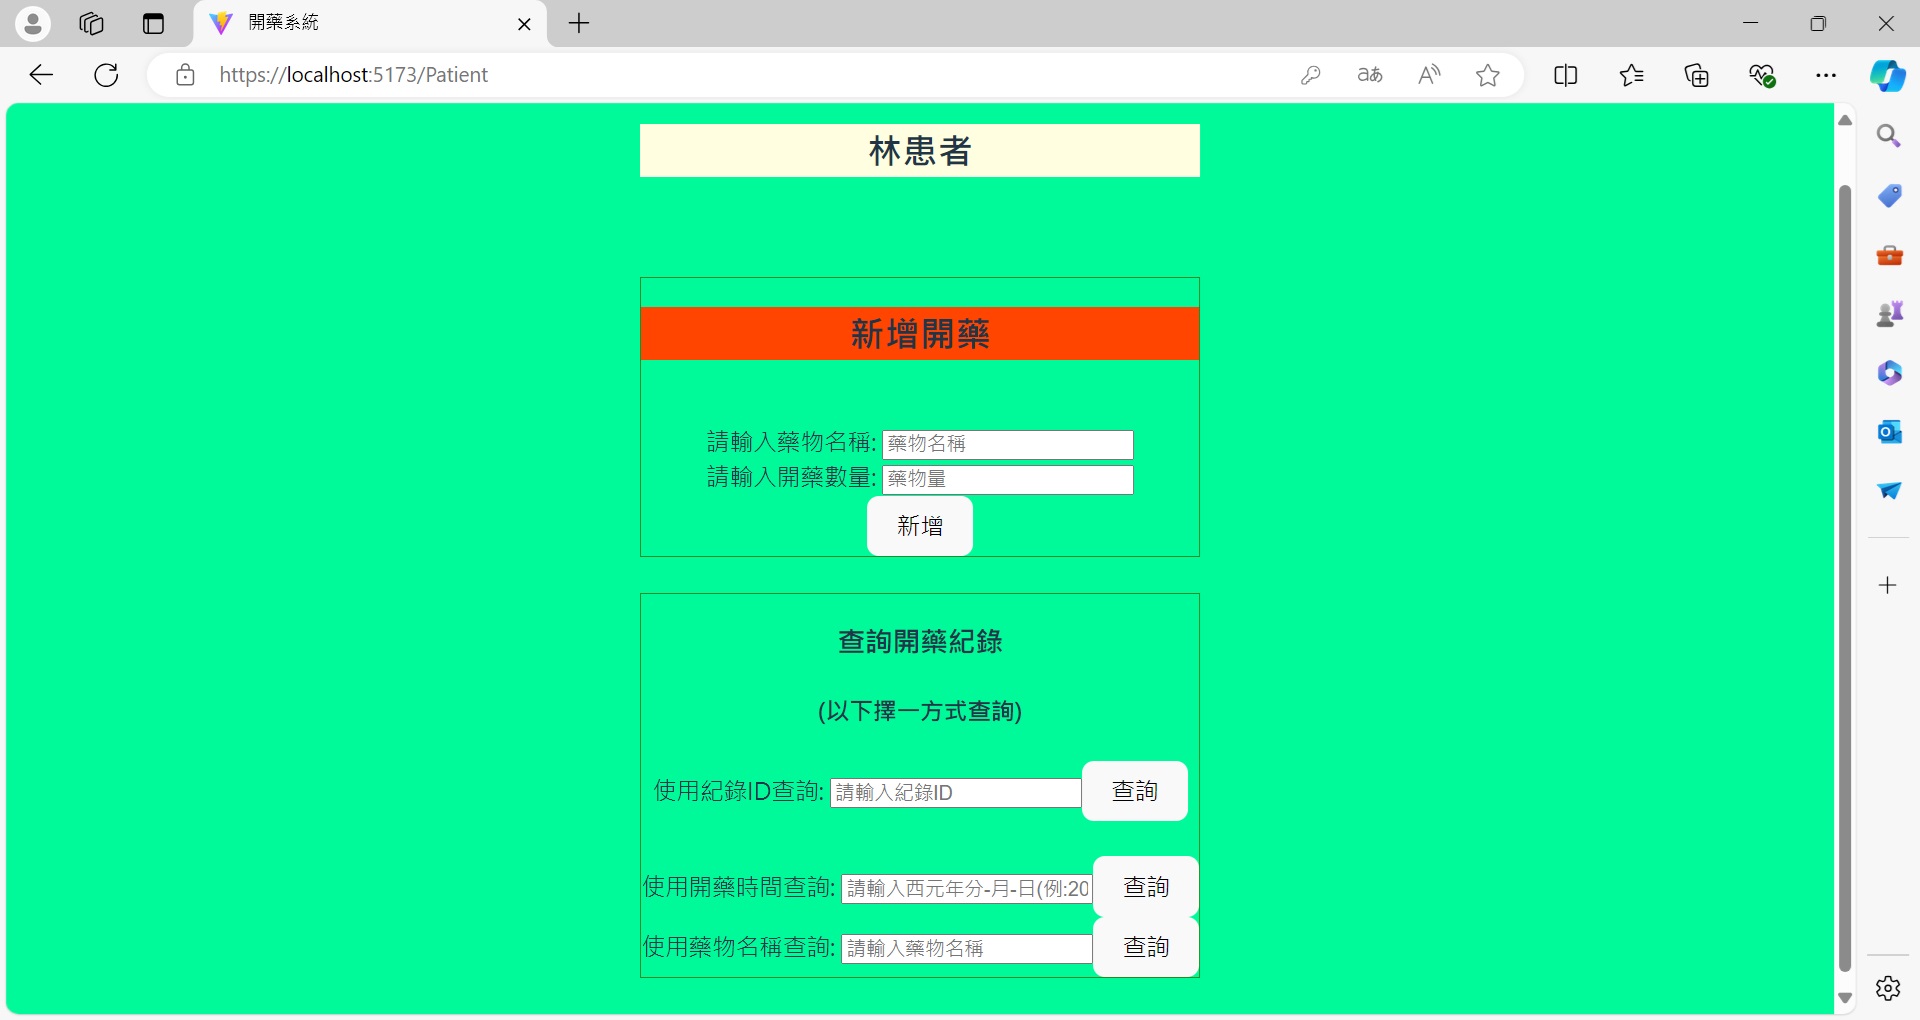 開藥系統
https://localhost:5173/Patient
林患者
新增開藥
請輸入藥物名稱: 藥物名稱
請輸入開藥數量: 藥物量
新增
查詢開藥紀錄
(以下擇一方式查詢)
使用紀錄ID查詢: 請輸入紀錄ID 查詢
使用開藥時間查詢: 請輸入西元年分-月-日(例:20 查詢
使用藥物名稱查詢: 請輸入藥物名稱 查詢